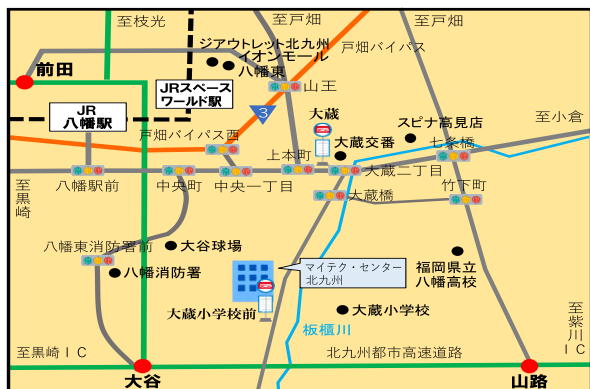 至枝光
至戸畑
至戸畑
ジアウトレット北九州
イオンモール
八幡東
戸畑バイパス
前田
JRスペース
ワールド駅
山王
3
大蔵
スピナ高見店
至小倉
JR
八幡駅
戸畑バイパス西
大蔵交番
七条橋
上本町
大蔵二丁目
至黒崎
八幡駅前
中央町
中央一丁目
大蔵橋
竹下町
八幡東消防署前
大谷球場
八幡消防署
マイテク・センター
北九州
福岡県立
八幡高校
大蔵小学校前
大蔵小学校
板櫃川
至紫川IC
至黒崎IC
北九州都市高速道路
大谷
山路